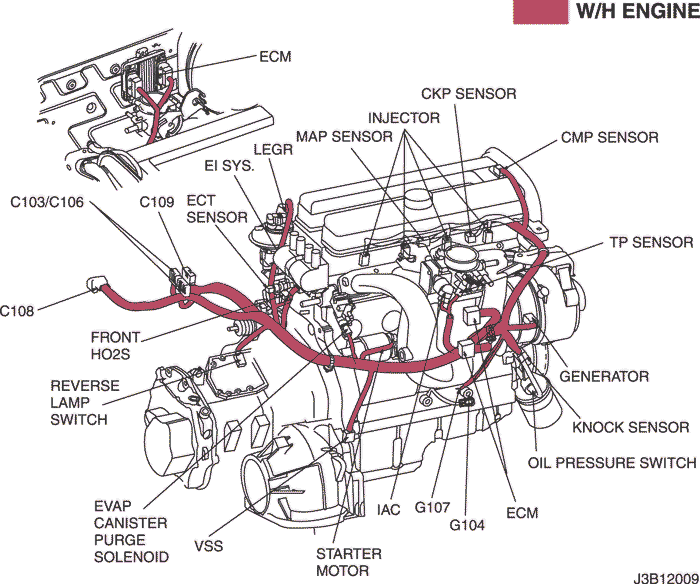 W/H ENGINE
ECM
CKP SENSOR
INJECTOR
MAP SENSOR
CMP SENSOR
LEGR
EI SYS.
C103/C106
C109
ECT
SENSOR
TP SENSOR
C108
FRONT
HO2S
REVERSE
LAMP
SWITCH
GENERATOR
KNOCK SENSOR
OIL PRESSURE SWITCH
EVAP
CANISTER
PURGE
SOLENOID
VSS
STARTER
MOTOR
IAC
G107
G104
ECM
J3B12009